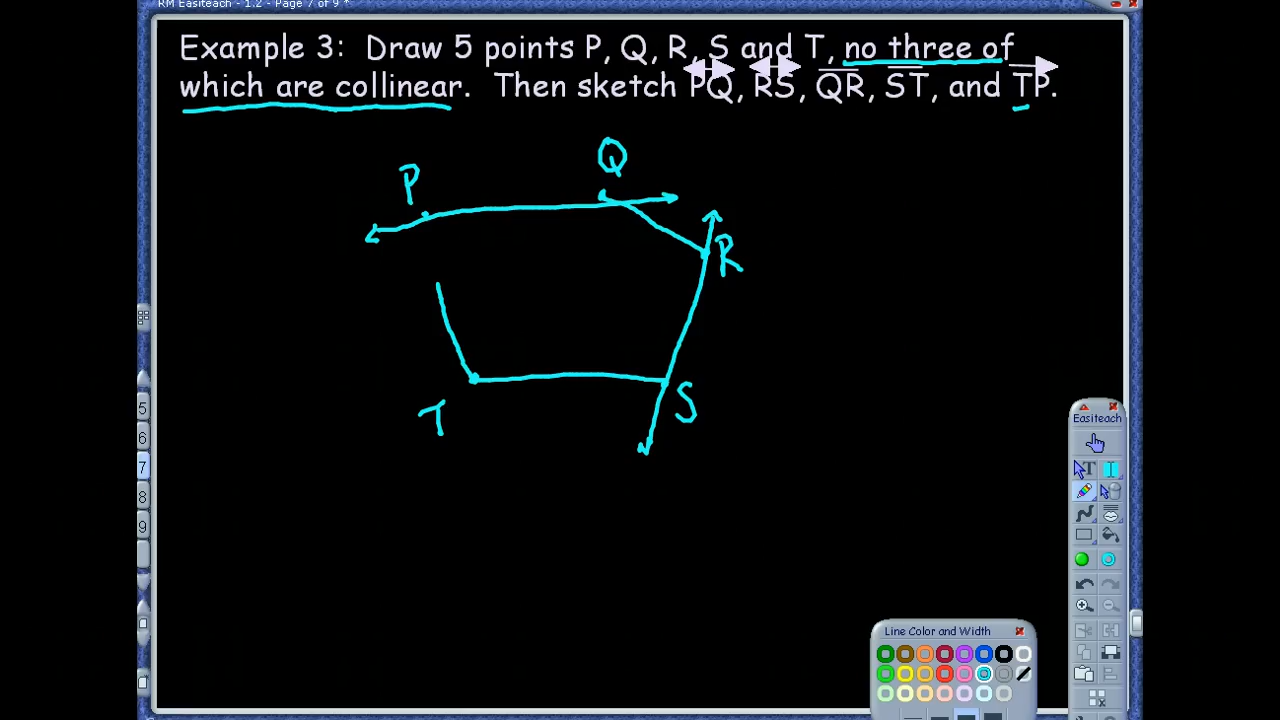 RM Easiteach - 1.2 - Page 7 of 9 *
Example 3: Draw 5 points P, Q, R, S and T, no three of
which are collinear. Then sketch PQ, RS, QR, ST, and TP.
Q
P
R
T
S
5
6
7
8
9
Easiteach
T
Line Color and Width